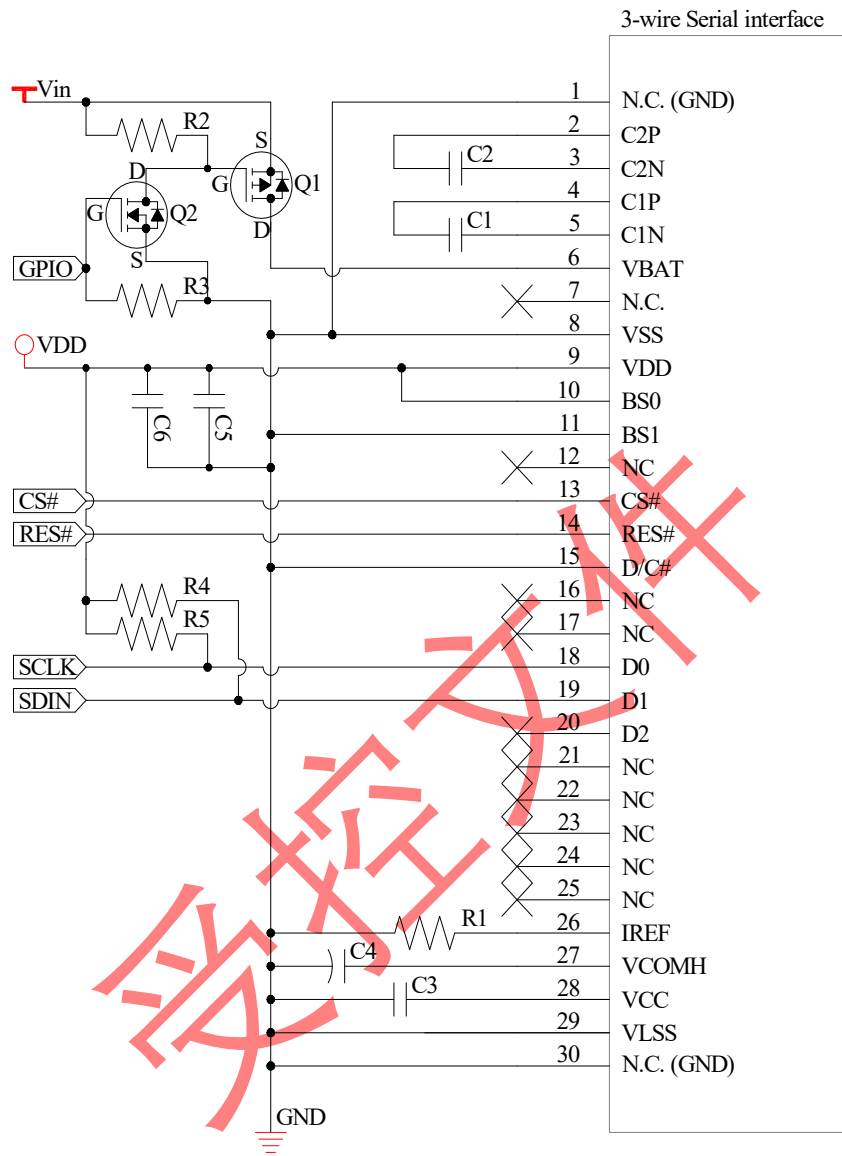 3-wire Serial interface
Vin
R2
S
G
Q1
D
D
G
Q2
S
GPIO
R3
VDD
C6
C5
CS#
RES#
R4
R5
SCLK
SDIN
C2
C1
R1
C4
C3
GND
1 N.C. (GND)
2 C2P
3 C2N
4 C1P
5 C1N
6 VBAT
7 N.C.
8 VSS
9 VDD
10 BS0
11 BS1
12 NC
13 CS#
14 RES#
15 D/C#
16 NC
17 NC
18 D0
19 D1
20 D2
21 NC
22 NC
23 NC
24 NC
25 NC
26 IREF
27 VCOMH
28 VCC
29 VLSS
30 N.C. (GND)
受控文件